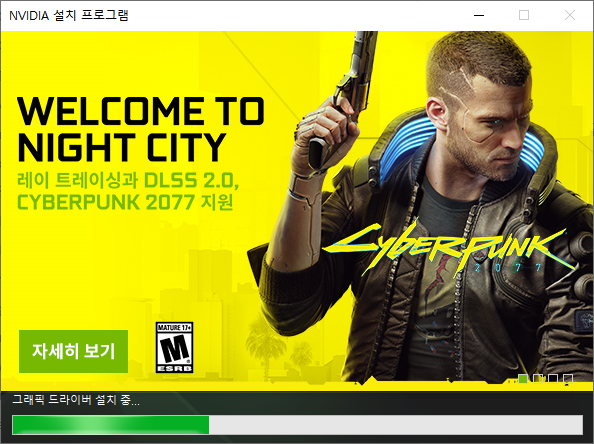 NVIDIA 설치 프로그램
WELCOME TO
NIGHT CITY
레이 트레이싱과 DLSS 2.0,
CYBERPUNK 2077 지원
Cyberpunk
2077
자세히 보기
MATURE 17+
M
ESRB
그래픽 드라이버 설치 중...